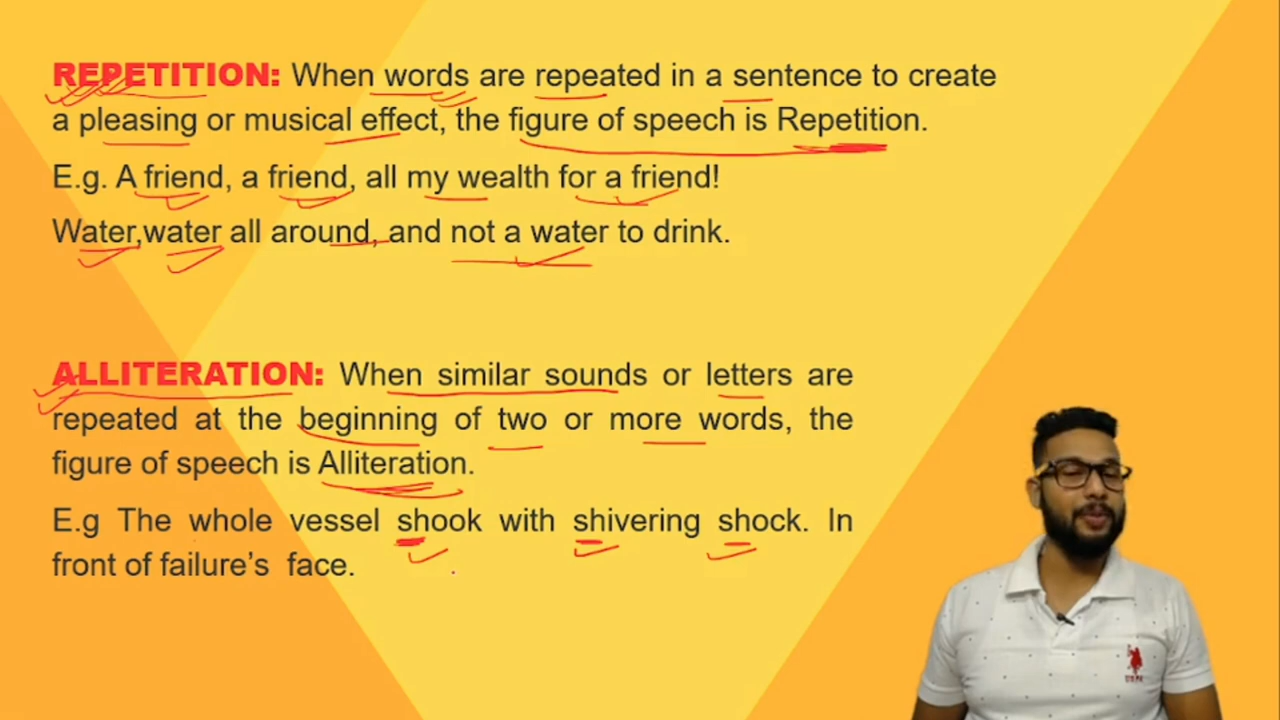 REPETITION: When words are repeated in a sentence to create
a pleasing or musical effect, the figure of speech is Repetition.
E.g. A friend, a friend, all my wealth for a friend!
Water,water all around, and not a water to drink.
ALLITERATION: When similar sounds or letters are
repeated at the beginning of two or more words, the
figure of speech is Alliteration.
E.g The whole vessel shook with shivering shock. In
front of failure's face.